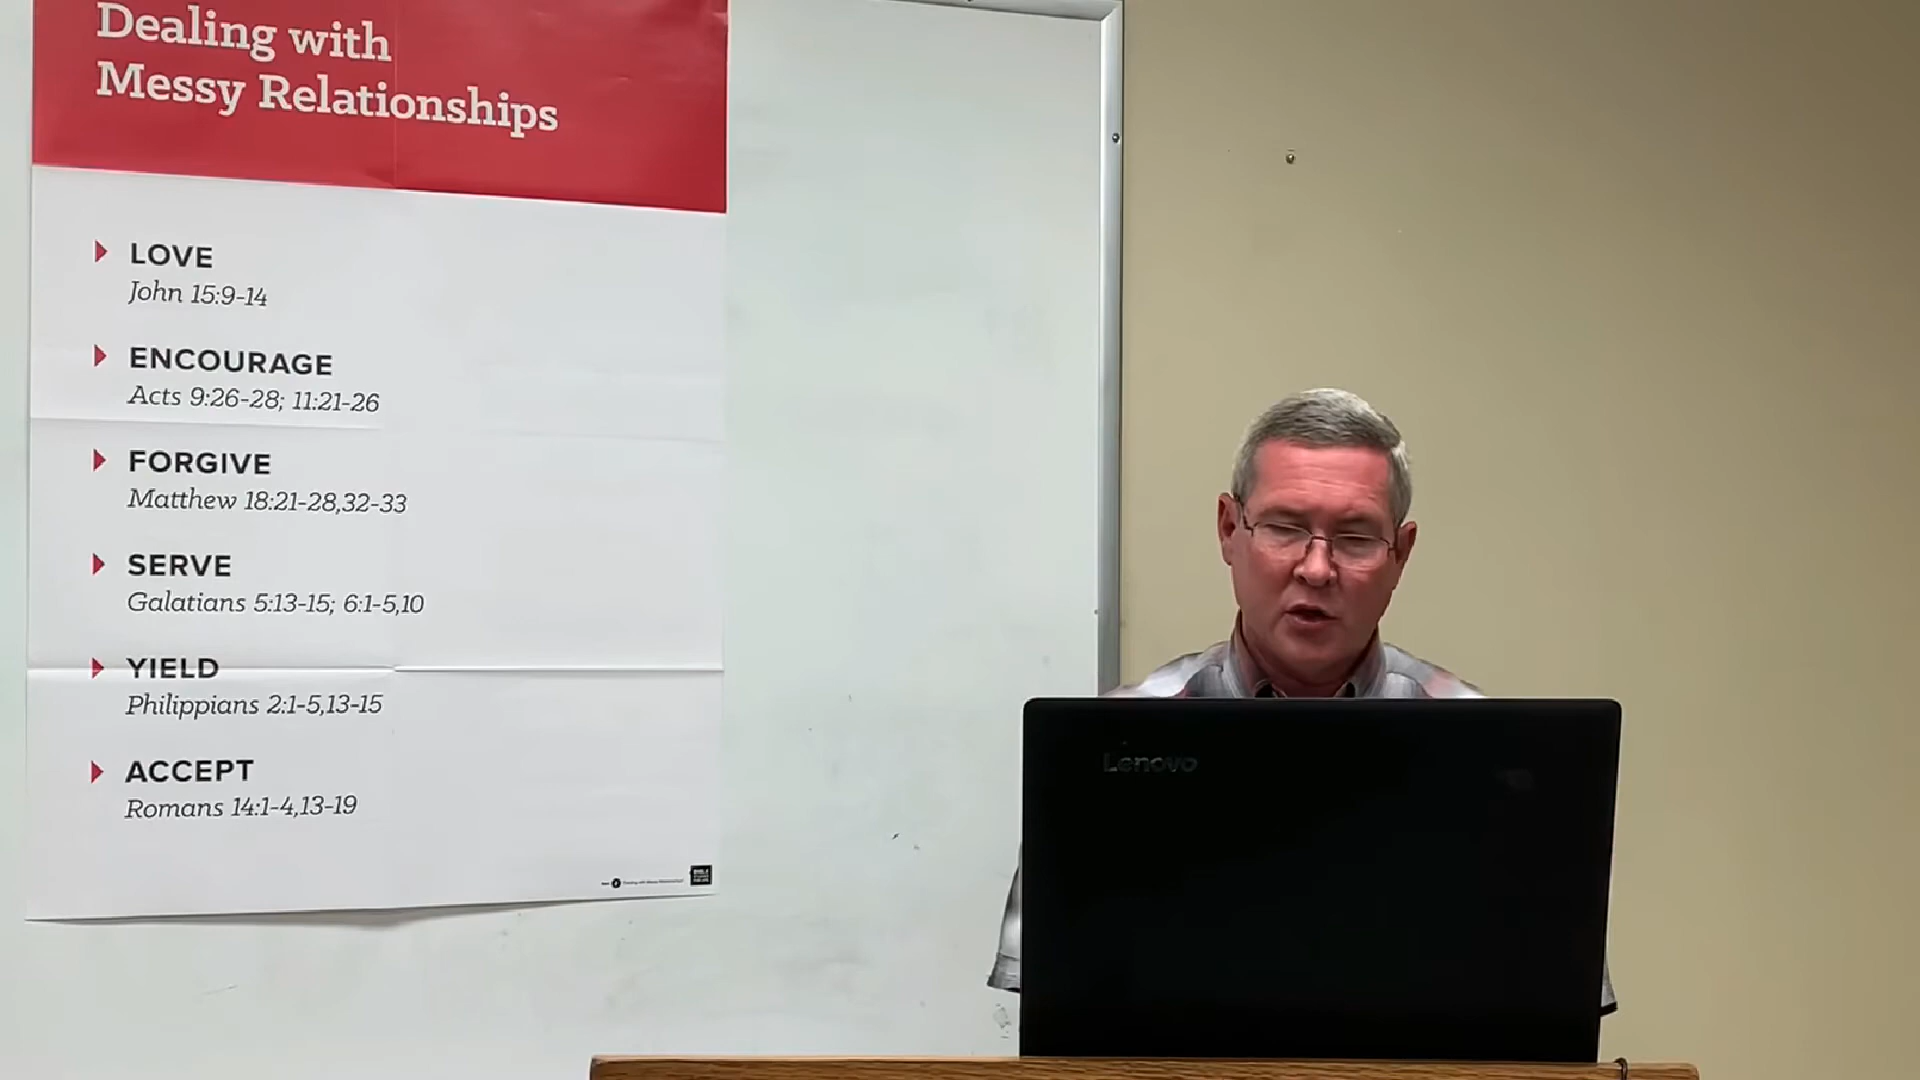 Dealing with
Messy Relationships
LOVE
John 15:9-14
ENCOURAGE
Acts 9:26-28; 11:21-26
FORGIVE
Matthew 18:21-28,32-33
SERVE
Galatians 5:13-15; 6:1-5,10
YIELD
Philippians 2:1-5,13-15
ACCEPT
Romans 14:1-4,13-19
Lenovo